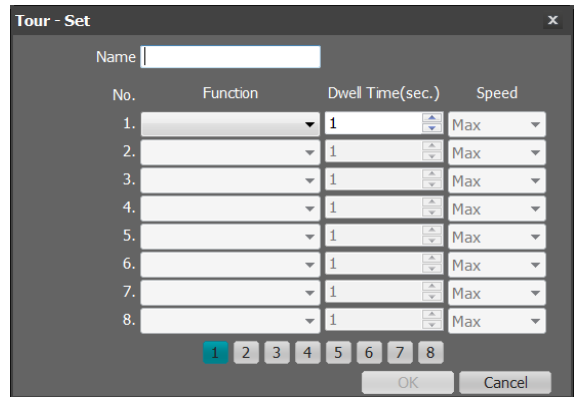 Tour - Set x
Name
No. Function Dwell Time(sec.) Speed
1. 1 Max
2. 1 Max
3. 1 Max
4. 1 Max
5. 1 Max
6. 1 Max
7. 1 Max
8. 1 Max
1 2 3 4 5 6 7 8
OK Cancel